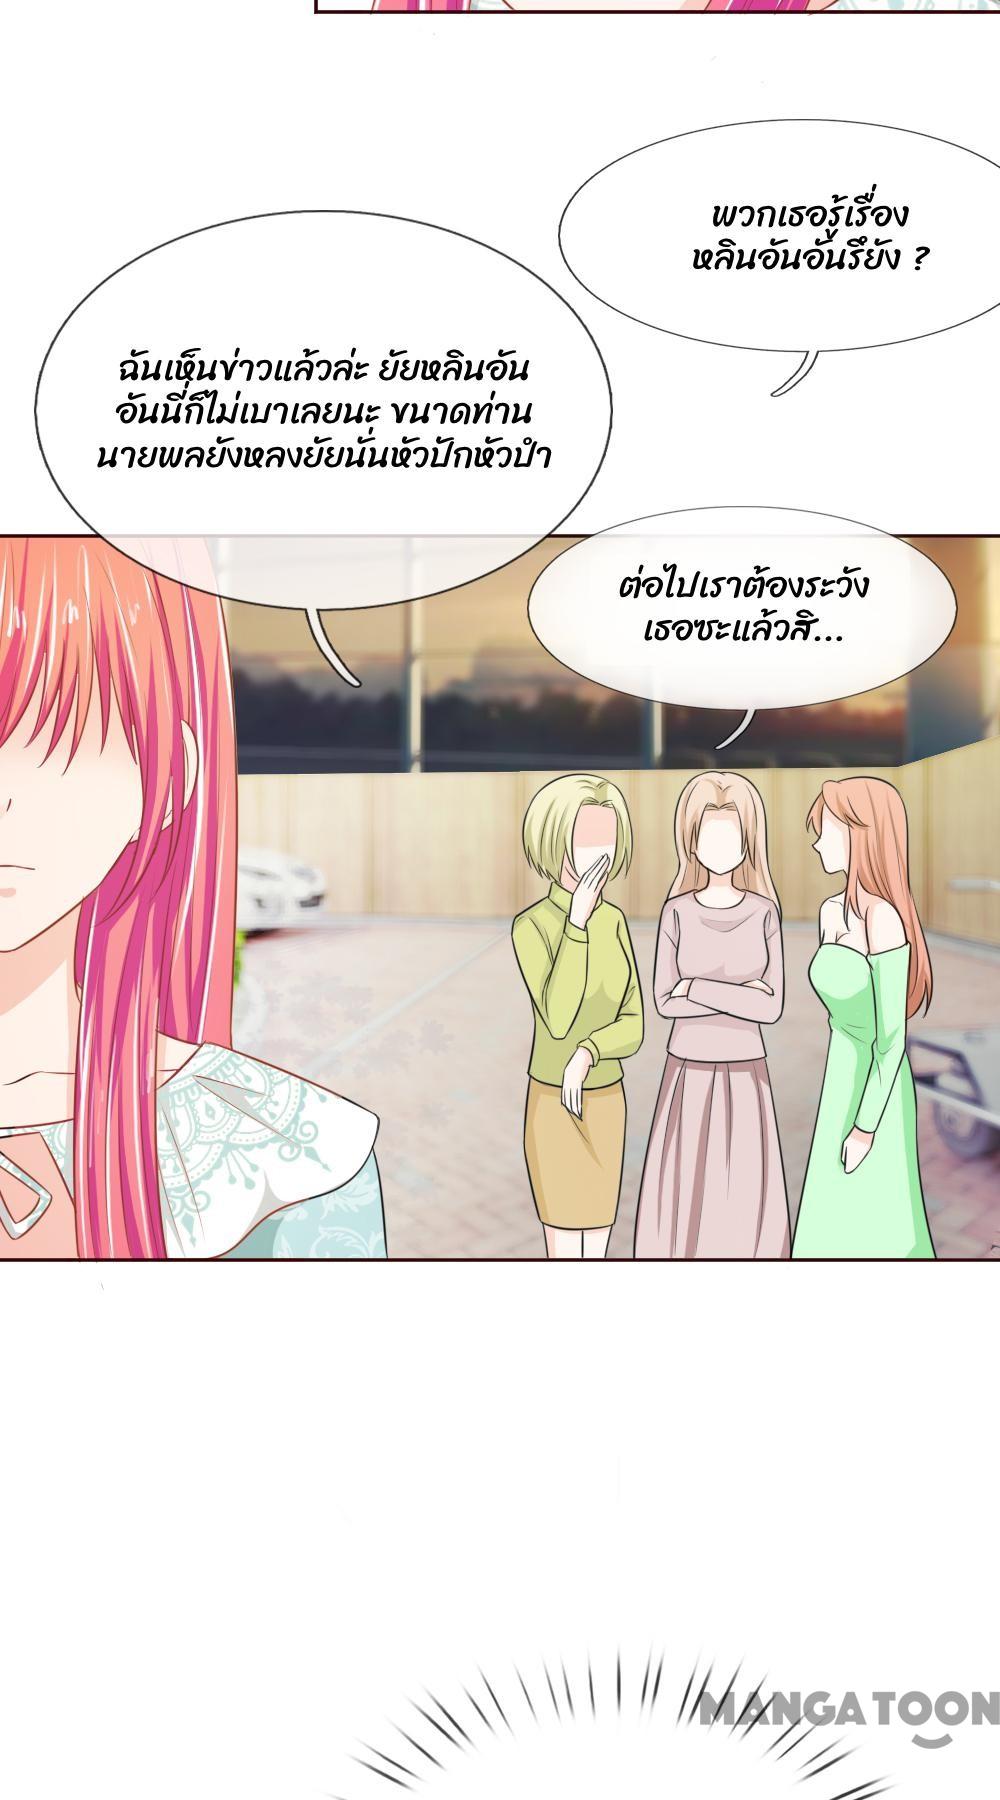 พวกเธอรู้เรื่อง
หลินอันอันรึยัง ?
ฉันเห็นข่าวแล้วล่ะ ยัยหลินอัน
อันนี่ก็ไม่เบาเลยนะ ขนาดท่าน
นายพลยังหลงยัยนั่นหัวปักหัวปำ
ต่อไปเราต้องระวัง
เธอซะแล้วสิ...
MANGATOON